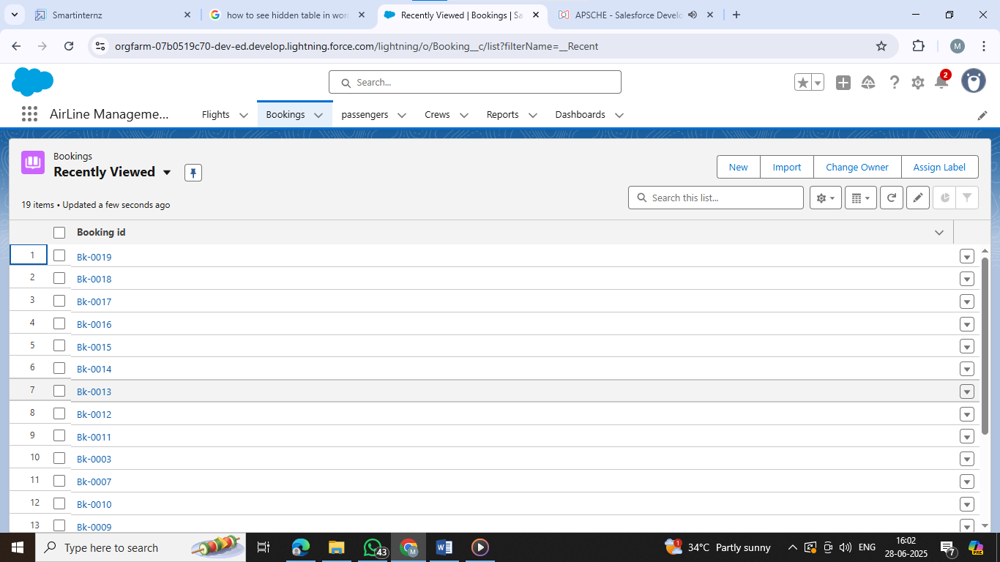 Smartinternz
how to see hidden table in word
Recently Viewed | Bookings | Sa
APSCHE - Salesforce Develo
orgfarm-07b0519c70-dev-ed.develop.lightning.force.com/lightning/o/Booking__c/list?filterName=__Recent
M
Search...
2
AirLine Manageme...
Flights
Bookings
passengers
Crews
Reports
Dashboards
Bookings
Recently Viewed
New
Import
Change Owner
Assign Label
19 items • Updated a few seconds ago
Search this list...
Booking id
1 Bk-0019
2 Bk-0018
3 Bk-0017
4 Bk-0016
5 Bk-0015
6 Bk-0014
7 Bk-0013
8 Bk-0012
9 Bk-0011
10 Bk-0003
11 Bk-0007
12 Bk-0010
13 Bk-0009
Type here to search
43
M
1
34°C Partly sunny
ENG
16:02
28-06-2025
7
PRE